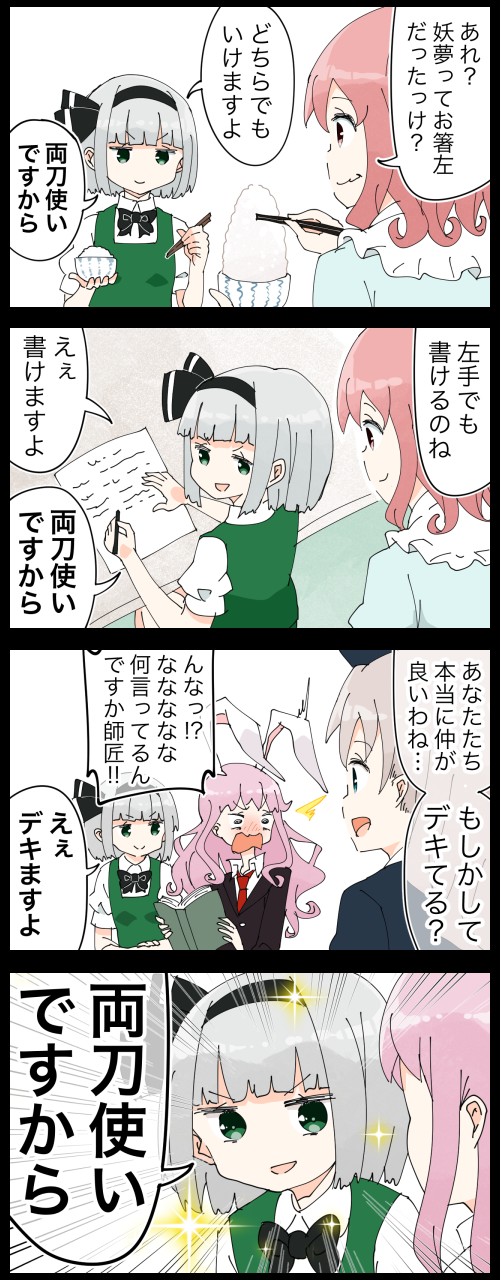 あれ？
妖夢ってお箸左
だったっけ？
どちらでも
いけますよ
両刀使い
ですから
左手でも
書けるのね
えぇ
書けますよ
両刀使い
ですから
あなたたち
本当に仲が
良いわね…
もしかして
デキてる？
んなっ!?
なななななな
何言ってるん
ですか師匠!!
えぇ
デキますよ
両刀使い
ですから